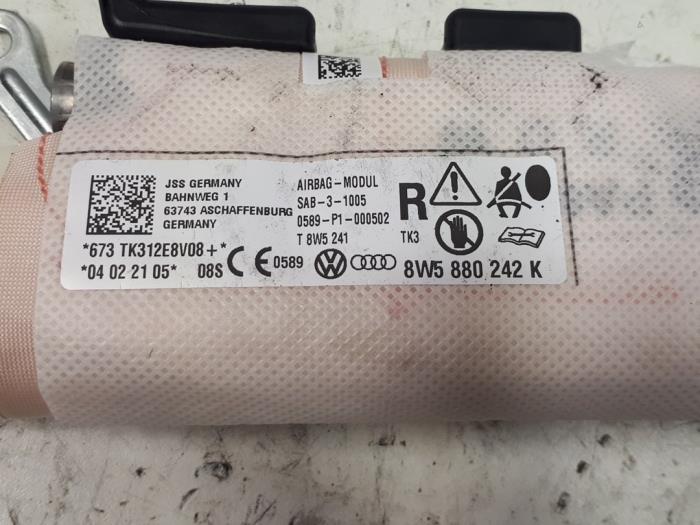 JSS GERMANY
BAHNWEG 1
63743 ASCHAFFENBURG
GERMANY
*673 TK312E8V08+*
*04 02 21 05* 08S CE 0589
AIRBAG-MODUL
SAB-3-1005
0589-P1-000502
T 8W5 241
R
TK3
8W5 880 242 K